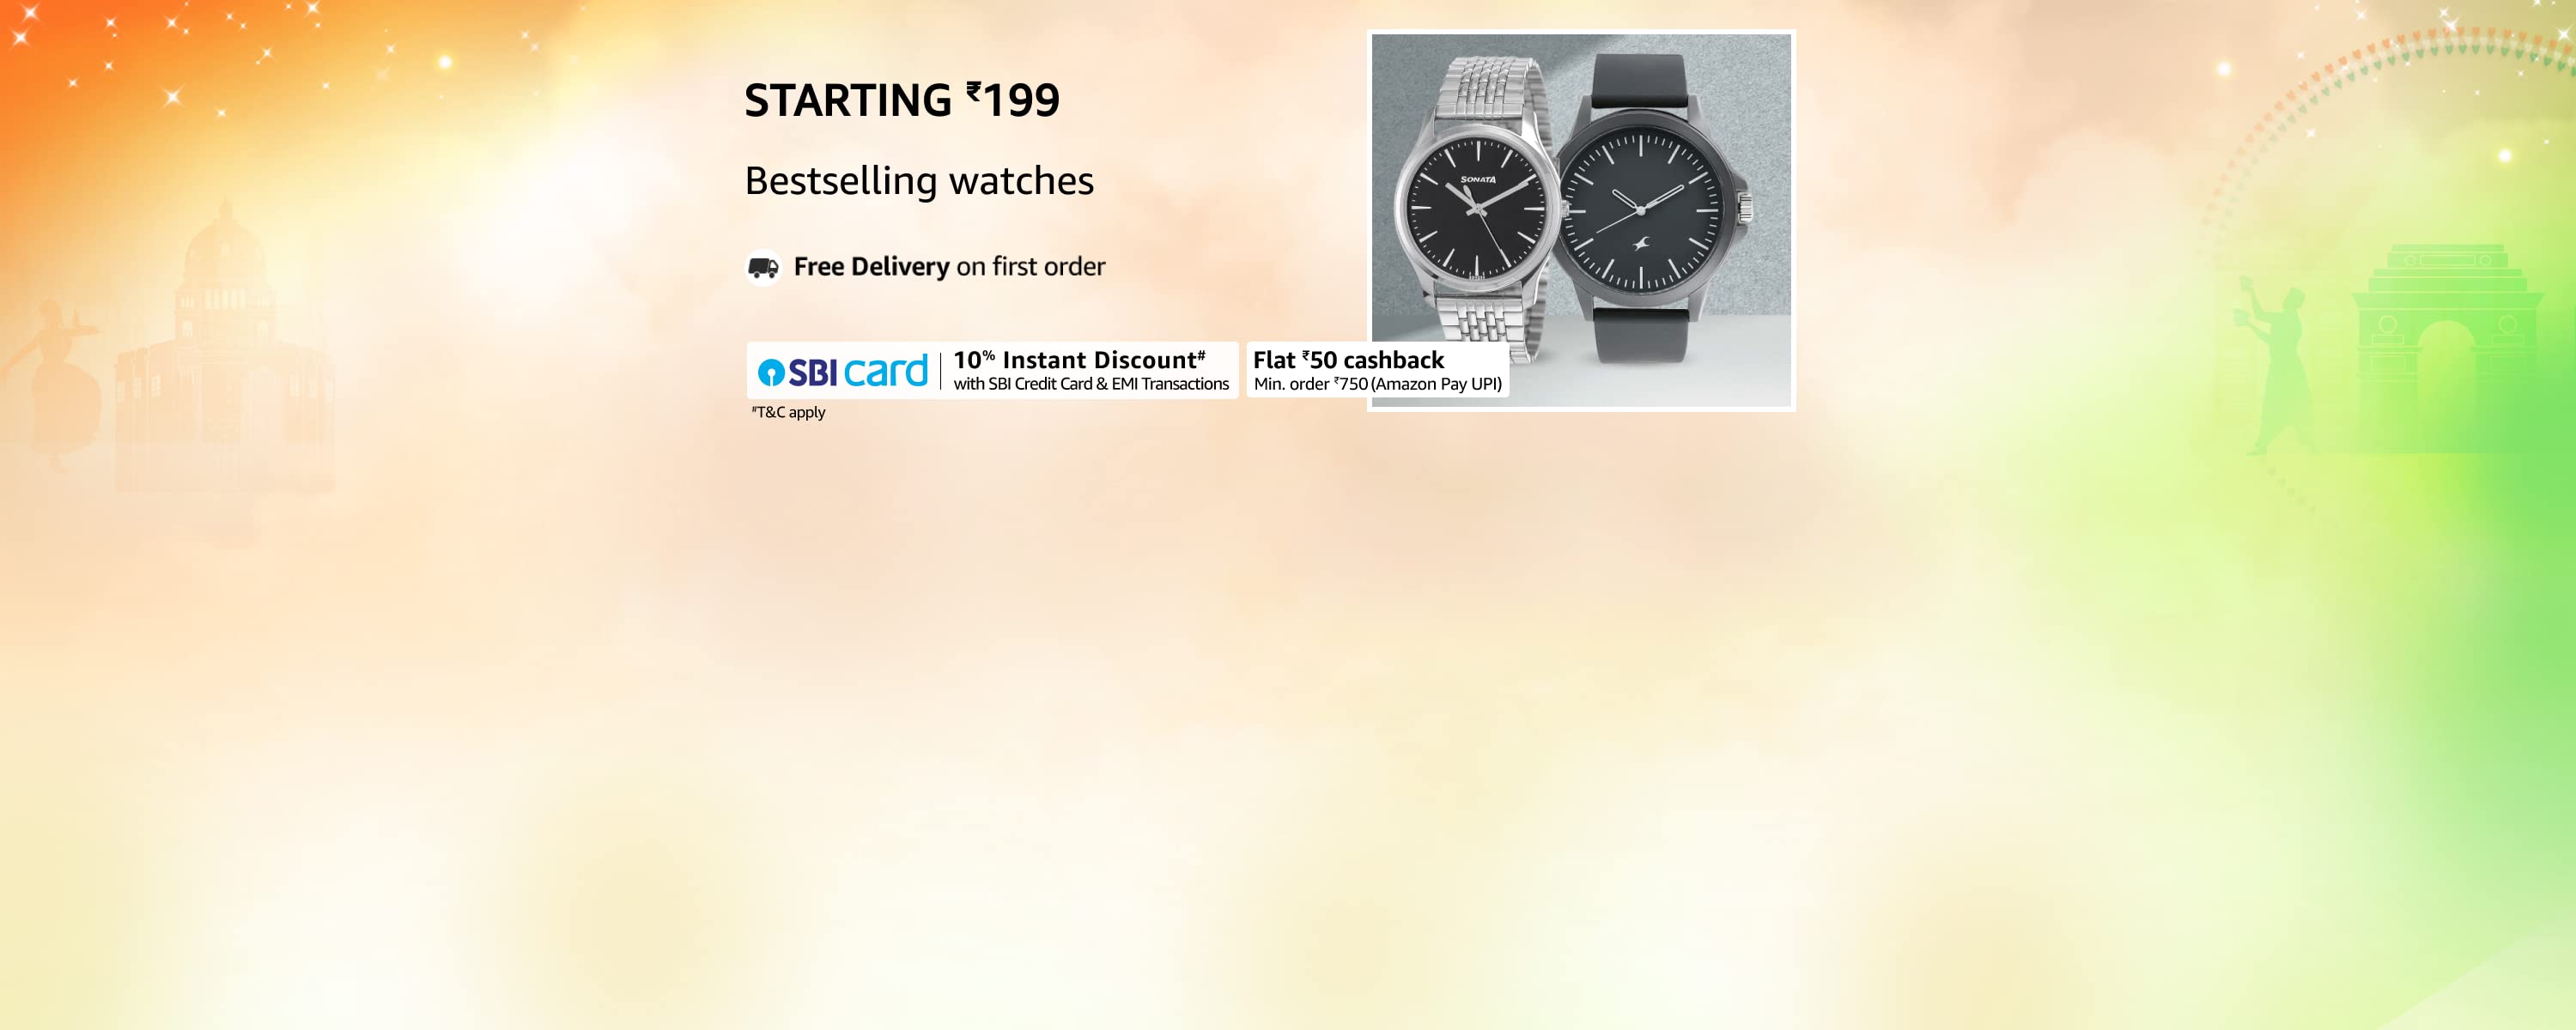 STARTING ₹199
Bestselling watches
Free Delivery on first order
SBI card
10% Instant Discount#
with SBI Credit Card & EMI Transactions
Flat ₹50 cashback
Min. order ₹750 (Amazon Pay UPI)
#T&C apply
SONATA